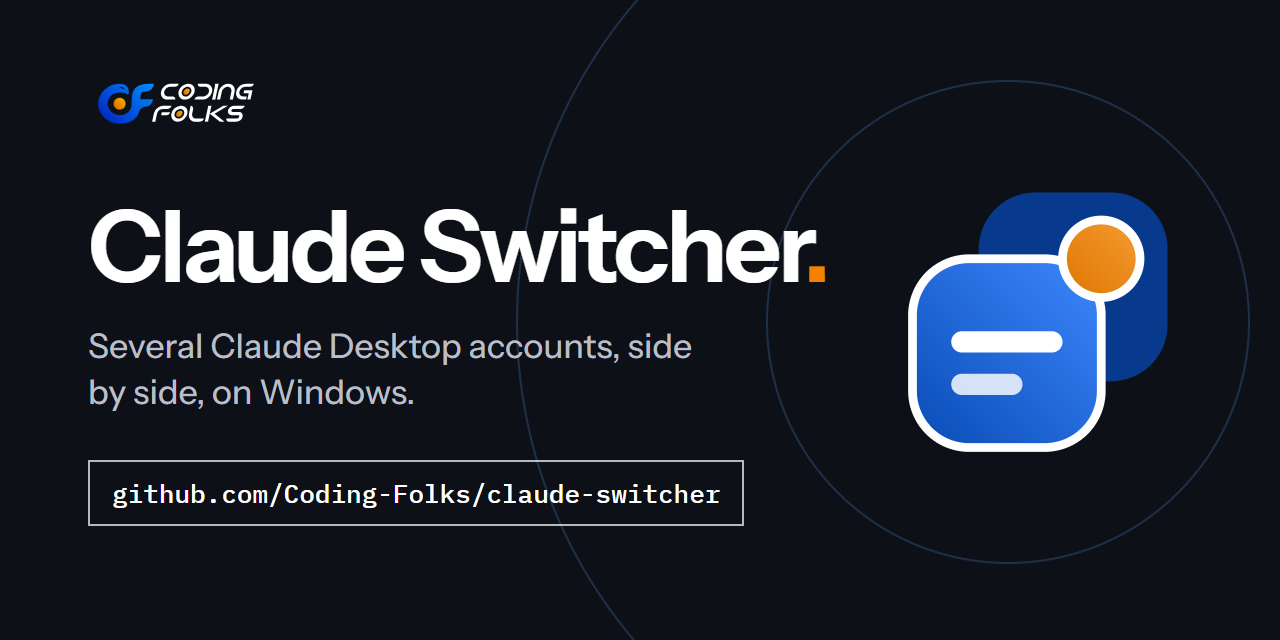 CODING
FOLKS
Claude Switcher.
Several Claude Desktop accounts, side
by side, on Windows.
github.com/Coding-Folks/claude-switcher